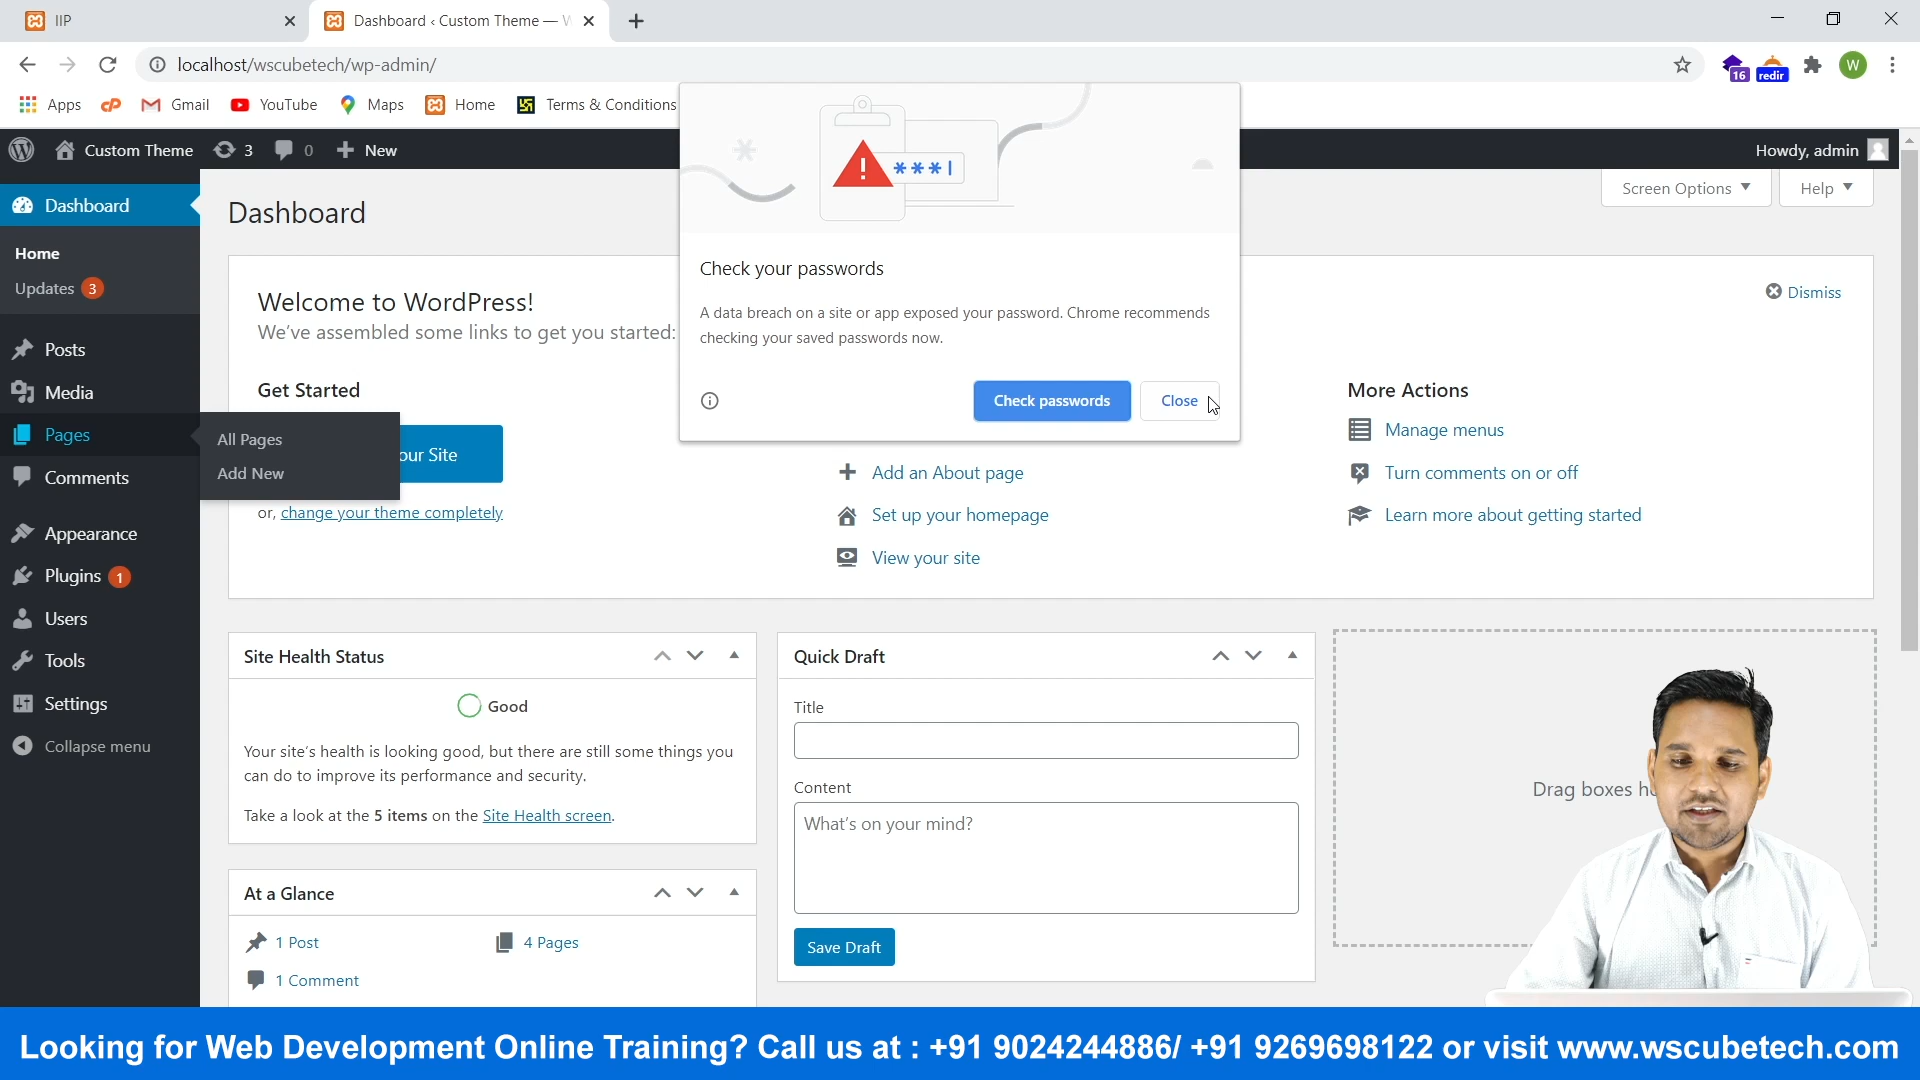 IIP
Dashboard ‹ Custom Theme —
localhost/wscubetech/wp-admin/
16
redir
W
Apps
Gmail
YouTube
Maps
Home
Terms & Conditions
Custom Theme
3
0
New
Howdy, admin
***
Dashboard
Home
Updates 3
Posts
Media
Pages
All Pages
Add New
Comments
Appearance
Plugins 1
Users
Tools
Settings
Collapse menu
Dashboard
Screen Options
Help
Welcome to WordPress!
We've assembled some links to get you started:
Dismiss
Check your passwords
A data breach on a site or app exposed your password. Chrome recommends
checking your saved passwords now.
Check passwords
Close
Get Started
our Site
or, change your theme completely
Add an About page
Set up your homepage
View your site
More Actions
Manage menus
Turn comments on or off
Learn more about getting started
Site Health Status
Good
Your site's health is looking good, but there are still some things you
can do to improve its performance and security.
Take a look at the 5 items on the Site Health screen.
At a Glance
1 Post
4 Pages
1 Comment
Quick Draft
Title
Content
What's on your mind?
Save Draft
Drag boxes
Looking for Web Development Online Training? Call us at : +91 9024244886/ +91 9269698122 or visit www.wscubetech.com